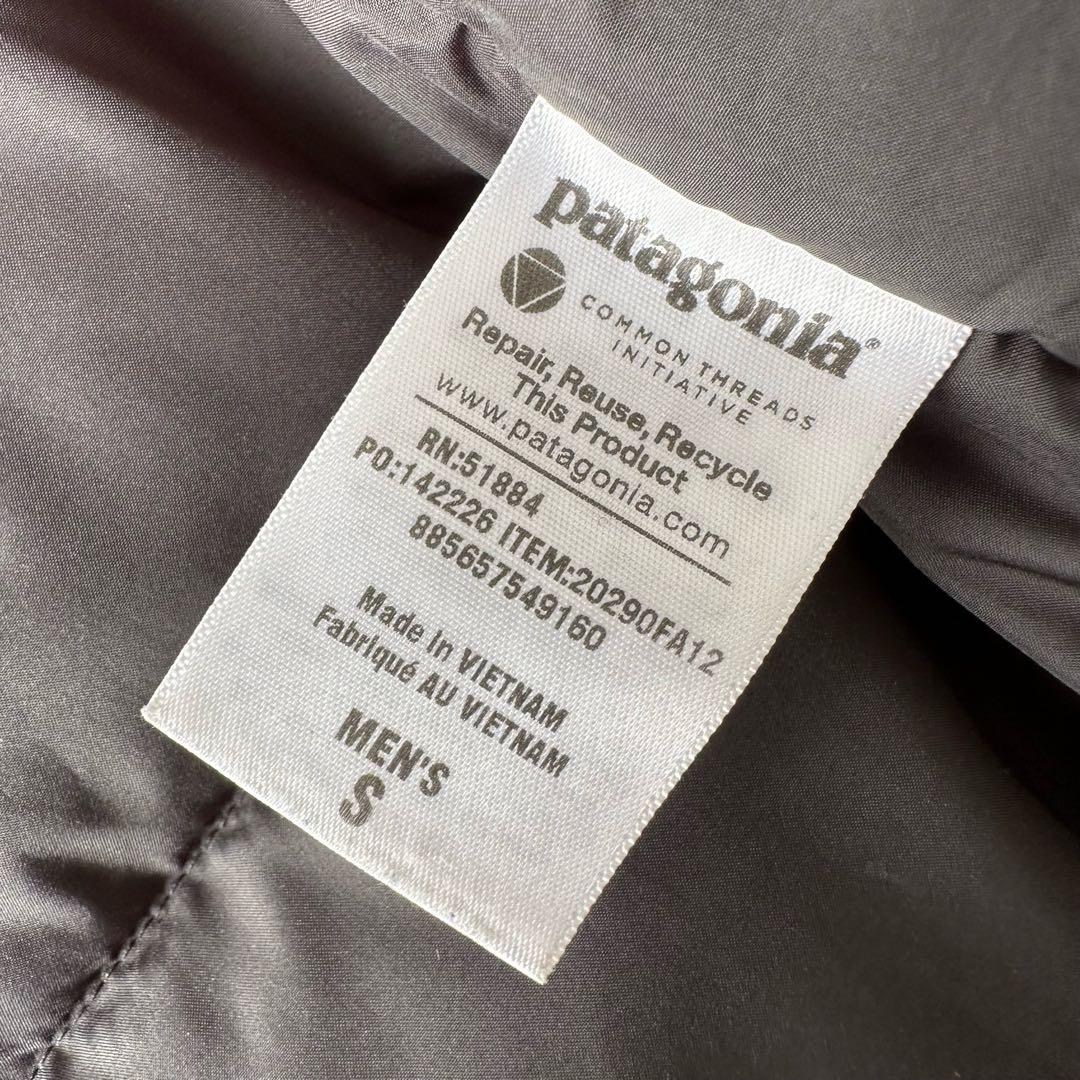 patagonia®
COMMON THREADS
INITIATIVE
Repair, Reuse, Recycle
This Product
www.patagonia.com
RN:51884
PO:142226 ITEM:20290FA12
885657549160
Made In VIETNAM
Fabriqué AU VIETNAM
MEN'S
S